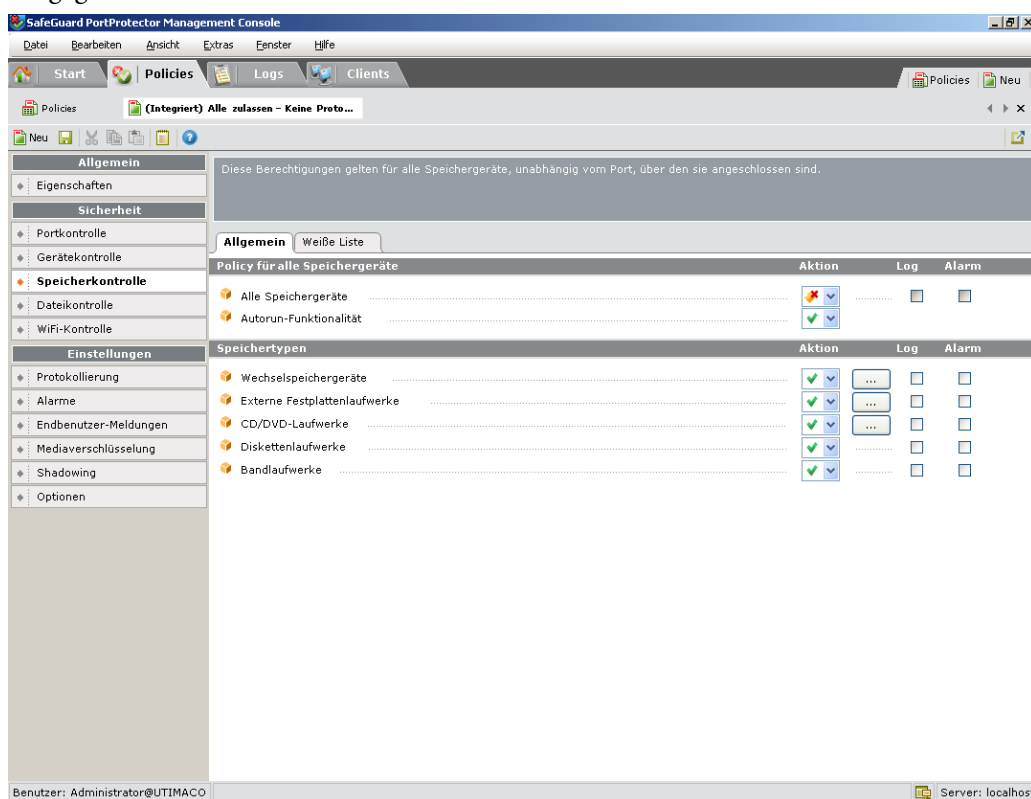 SafeGuard PortProtector Management Console
Datei Bearbeiten Ansicht Extras Fenster Hilfe
Start Policies Logs Clients
Policies Neu
Policies (Integriert) Alle zulassen - Keine Proto...
Neu
Allgemein
Eigenschaften
Sicherheit
Portkontrolle
Gerätekontrolle
Speicherkontrolle
Dateikontrolle
WiFi-Kontrolle
Einstellungen
Protokollierung
Alarme
Endbenutzer-Meldungen
Mediaverschlüsselung
Shadowing
Optionen
Diese Berechtigungen gelten für alle Speichergeräte, unabhängig vom Port, über den sie angeschlossen sind.
Allgemein Weiße Liste
Policy für alle Speichergeräte Aktion Log Alarm
Alle Speichergeräte
Autorun-Funktionalität
Speichertypen Aktion Log Alarm
Wechselspeichergeräte ...
Externe Festplattenlaufwerke ...
CD/DVD-Laufwerke ...
Diskettenlaufwerke
Bandlaufwerke
Benutzer: Administrator@UTIMACO Server: localhos